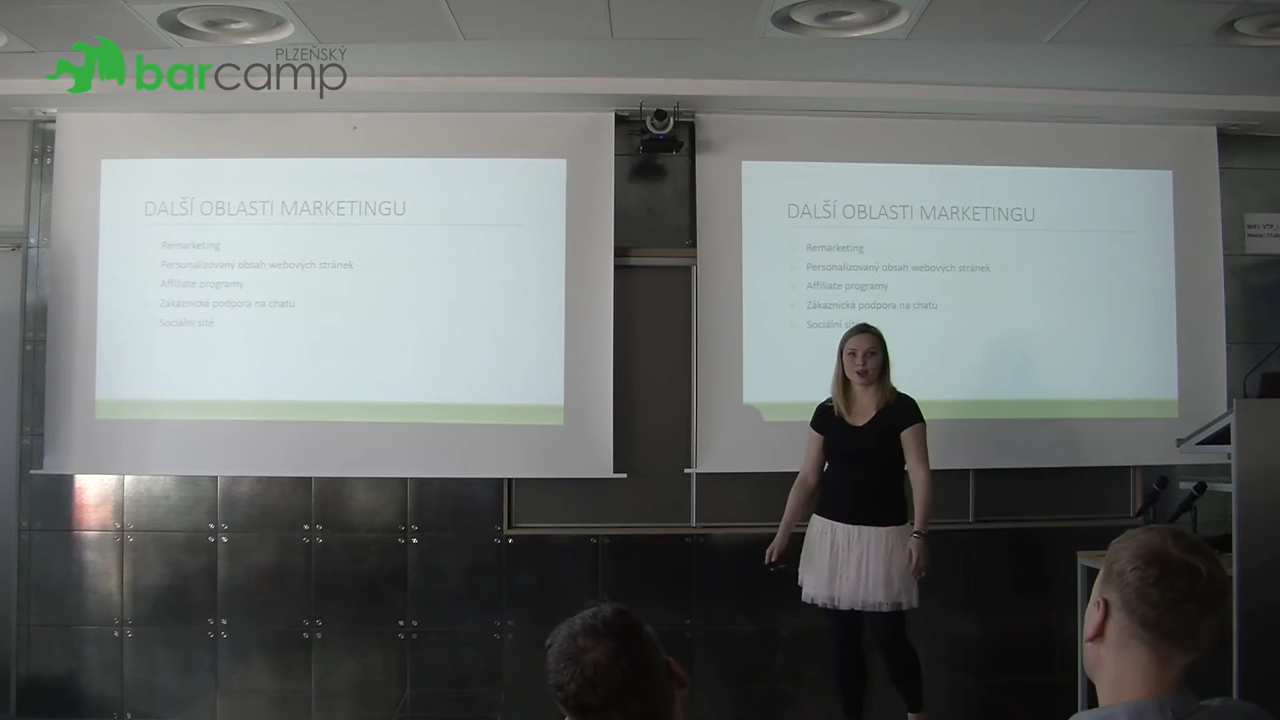 PLZEŇSKÝ
barcamp
DALŠÍ OBLASTI MARKETINGU
Remarketing
Personalizovaný obsah webových stránek
Affiliate programy
Zákaznická podpora na chatu
Sociální sítě
DALŠÍ OBLASTI MARKETINGU
Remarketing
Personalizovaný obsah webových stránek
Affiliate programy
Zákaznická podpora na chatu
Sociální